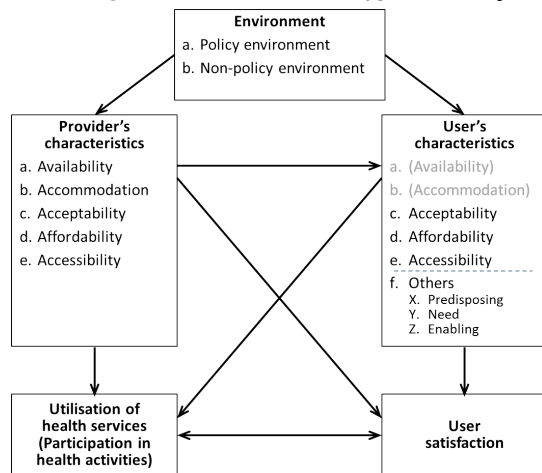 Environment
a. Policy environment
b. Non-policy environment
Provider's
characteristics
a. Availability
b. Accommodation
c. Acceptability
d. Affordability
e. Accessibility
User's
characteristics
a. (Availability)
b. (Accommodation)
c. Acceptability
d. Affordability
e. Accessibility
f. Others
X. Predisposing
Y. Need
Z. Enabling
Utilisation of
health services
(Participation in
health activities)
User
satisfaction